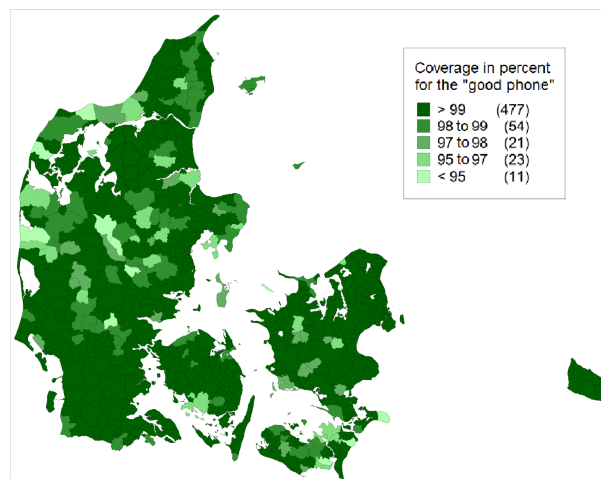 Coverage in percent
for the "good phone"
> 99 (477)
98 to 99 (54)
97 to 98 (21)
95 to 97 (23)
< 95 (11)